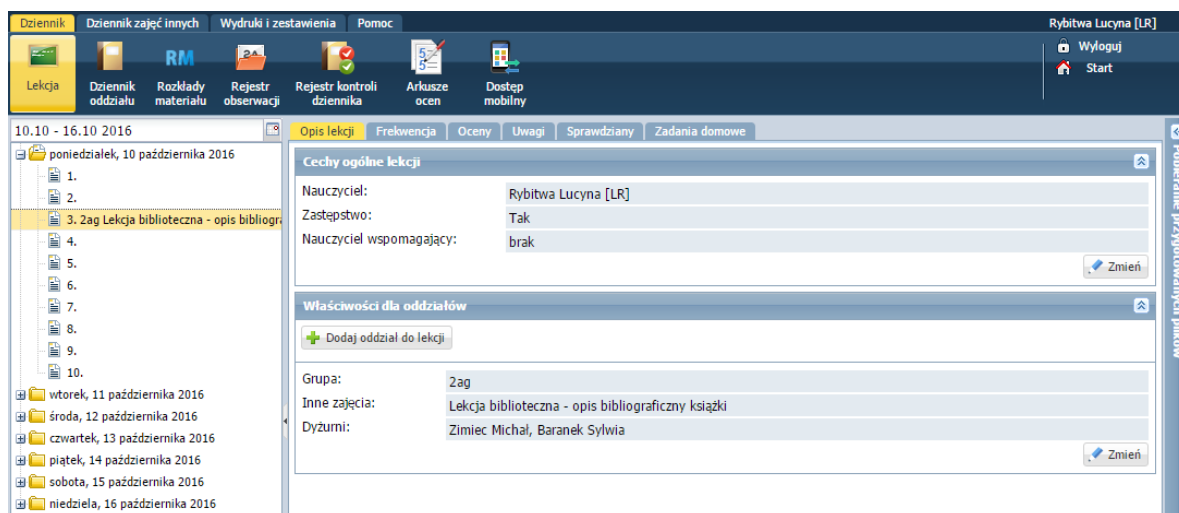 Dziennik Dziennik zajęć innych Wydruki i zestawienia Pomoc Rybitwa Lucyna [LR]
Lekcja
Dziennik oddziału
RM Rozkłady materiału
Rejestr obserwacji
Rejestr kontroli dziennika
Arkusze ocen
Dostęp mobilny
Wyloguj
Start
10.10 - 16.10 2016
poniedziałek, 10 października 2016
1.
2.
3. 2ag Lekcja biblioteczna - opis bibliogra
4.
5.
6.
7.
8.
9.
10.
wtorek, 11 października 2016
środa, 12 października 2016
czwartek, 13 października 2016
piątek, 14 października 2016
sobota, 15 października 2016
niedziela, 16 października 2016
Opis lekcji Frekwencja Oceny Uwagi Sprawdziany Zadania domowe
Cechy ogólne lekcji
Nauczyciel: Rybitwa Lucyna [LR]
Zastępstwo: Tak
Nauczyciel wspomagający: brak
Zmień
Właściwości dla oddziałów
Dodaj oddział do lekcji
Grupa: 2ag
Inne zajęcia: Lekcja biblioteczna - opis bibliograficzny książki
Dyżurni: Zimiec Michał, Baranek Sylwia
Zmień
Pobieranie przygotowanych plików